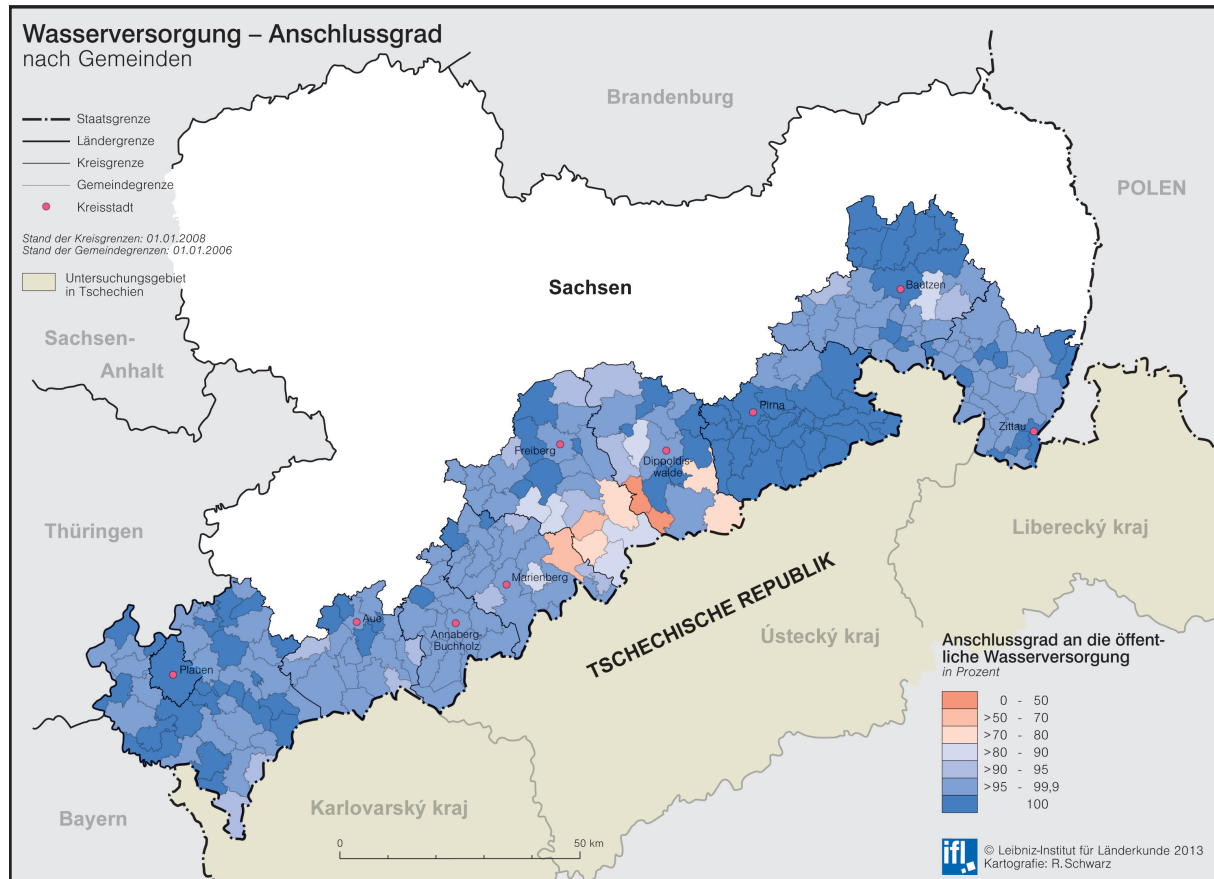 Wasserversorgung – Anschlussgrad
nach Gemeinden
Staatsgrenze
Ländergrenze
Kreisgrenze
Gemeindegrenze
Kreisstadt
Stand der Kreisgrenzen: 01.01.2008
Stand der Gemeindegrenzen: 01.01.2006
Untersuchungsgebiet
in Tschechien
Brandenburg
POLEN
Sachsen
Sachsen-
Anhalt
Thüringen
Bayern
Bautzen
Pirna
Zittau
Freiberg
Dippoldis-
walde
Marienberg
Aue
Annaberg-
Buchholz
Plauen
TSCHECHISCHE REPUBLIK
Liberecký kraj
Ústecký kraj
Karlovarský kraj
0 50 km
Anschlussgrad an die öffent-
liche Wasserversorgung
in Prozent
0 - 50
>50 - 70
>70 - 80
>80 - 90
>90 - 95
>95 - 99,9
100
ifl
© Leibniz-Institut für Länderkunde 2013
Kartografie: R. Schwarz